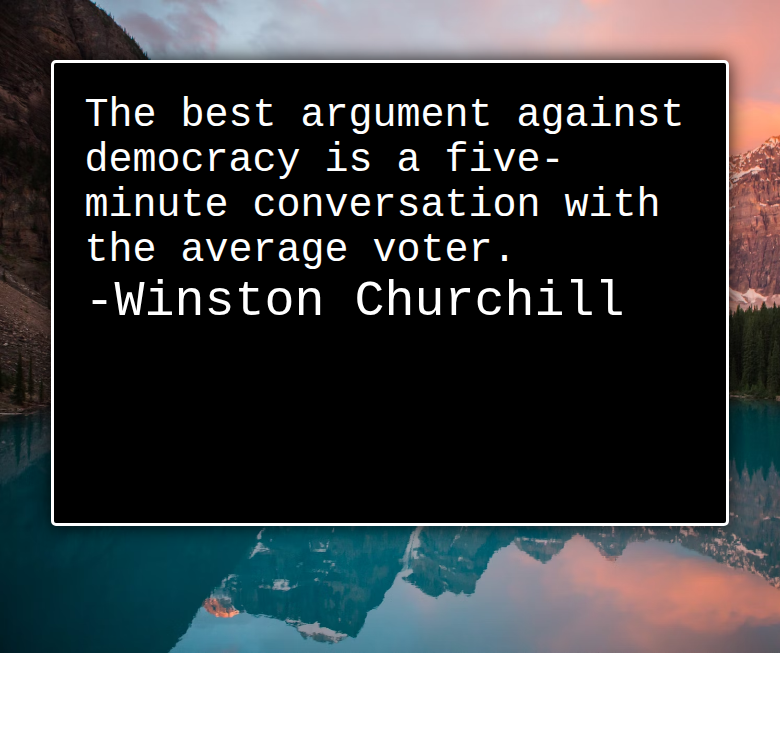 The best argument against
democracy is a five-
minute conversation with
the average voter.
-Winston Churchill